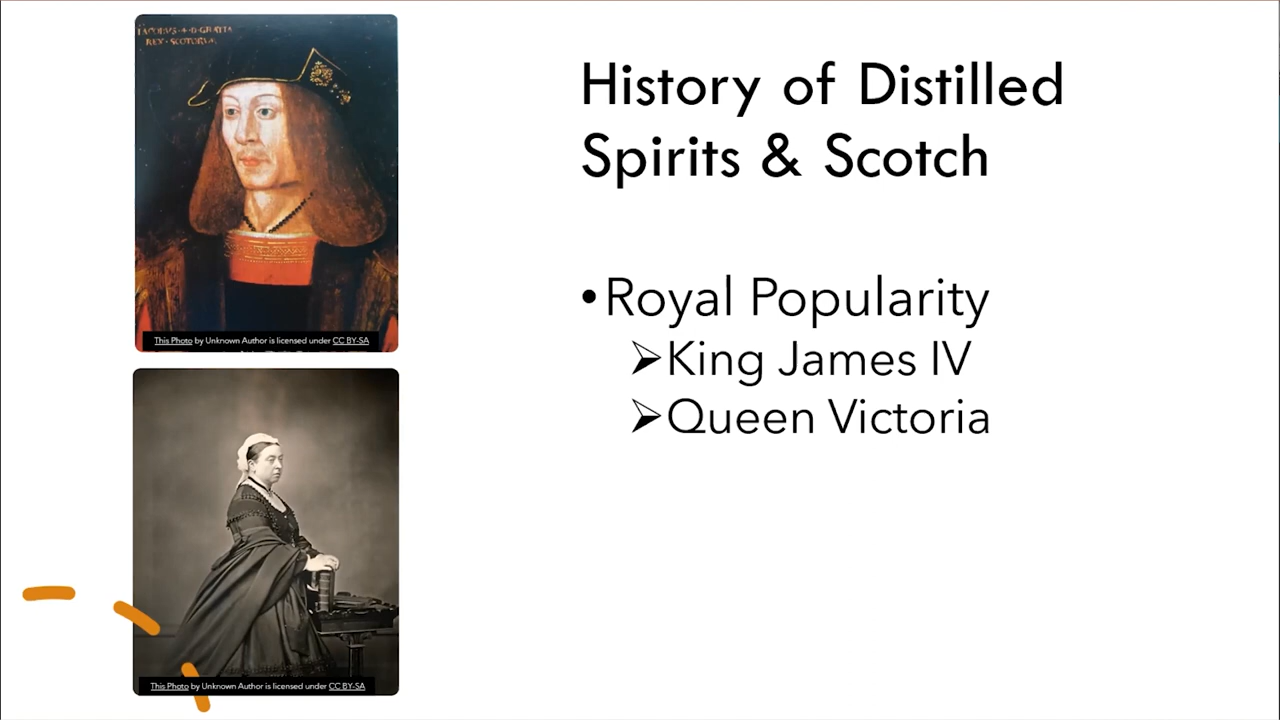 IACOBVS · 4 · D · GRATIA
REX · SCOTORVM
This Photo by Unknown Author is licensed under CC BY-SA
This Photo by Unknown Author is licensed under CC BY-SA
History of Distilled
Spirits & Scotch
•Royal Popularity
➢King James IV
➢Queen Victoria